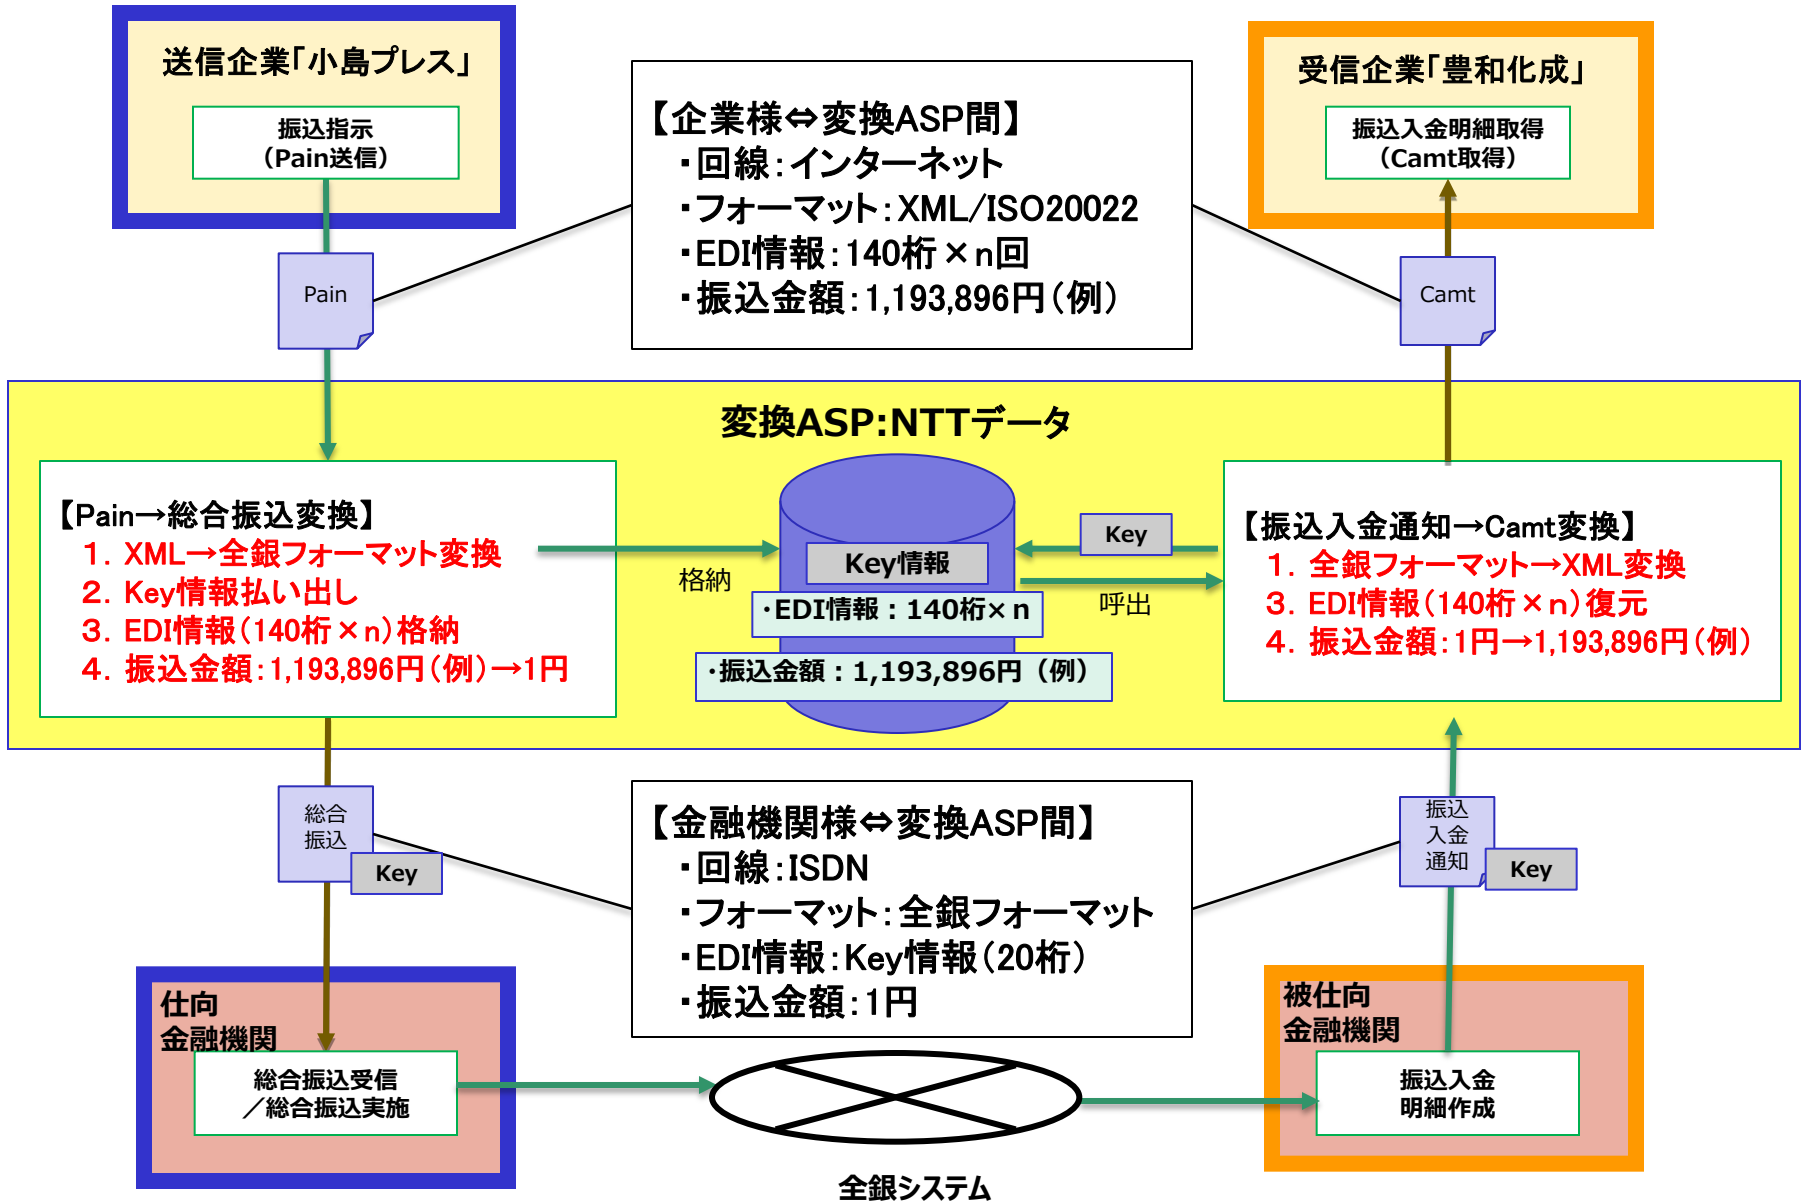 送信企業「小島プレス」
振込指示
（Pain送信）
受信企業「豊和化成」
振込入金明細取得
（Camt取得）
【企業様⇔変換ASP間】
・回線：インターネット
・フォーマット：XML/ISO20022
・EDI情報：140桁×n回
・振込金額：1,193,896円（例）
Pain
Camt
変換ASP:NTTデータ
【Pain→総合振込変換】
１．XML→全銀フォーマット変換
２．Key情報払い出し
３．EDI情報（140桁×n）格納
４．振込金額：1,193,896円（例）→1円
格納
Key情報
・EDI情報：140桁×n
・振込金額：1,193,896円（例）
Key
呼出
【振込入金通知→Camt変換】
１．全銀フォーマット→XML変換
３．EDI情報（140桁×ｎ）復元
４．振込金額：1円→1,193,896円（例）
総合
振込
Key
【金融機関様⇔変換ASP間】
・回線：ISDN
・フォーマット：全銀フォーマット
・EDI情報：Key情報（20桁）
・振込金額：1円
振込
入金
通知
Key
仕向
金融機関
総合振込受信
／総合振込実施
被仕向
金融機関
振込入金
明細作成
全銀システム